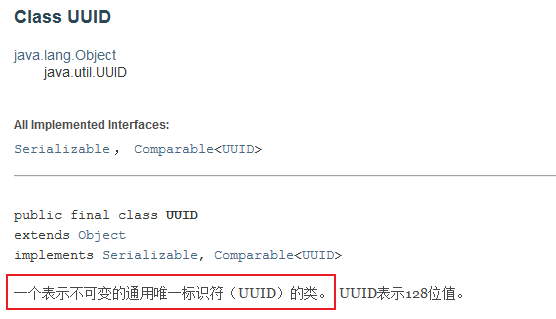 Class UUID
java.lang.Object
java.util.UUID
All Implemented Interfaces:
Serializable ， Comparable<UUID>
public final class UUID
extends Object
implements Serializable, Comparable<UUID>
一个表示不可变的通用唯一标识符（UUID）的类。 UUID表示128位值。